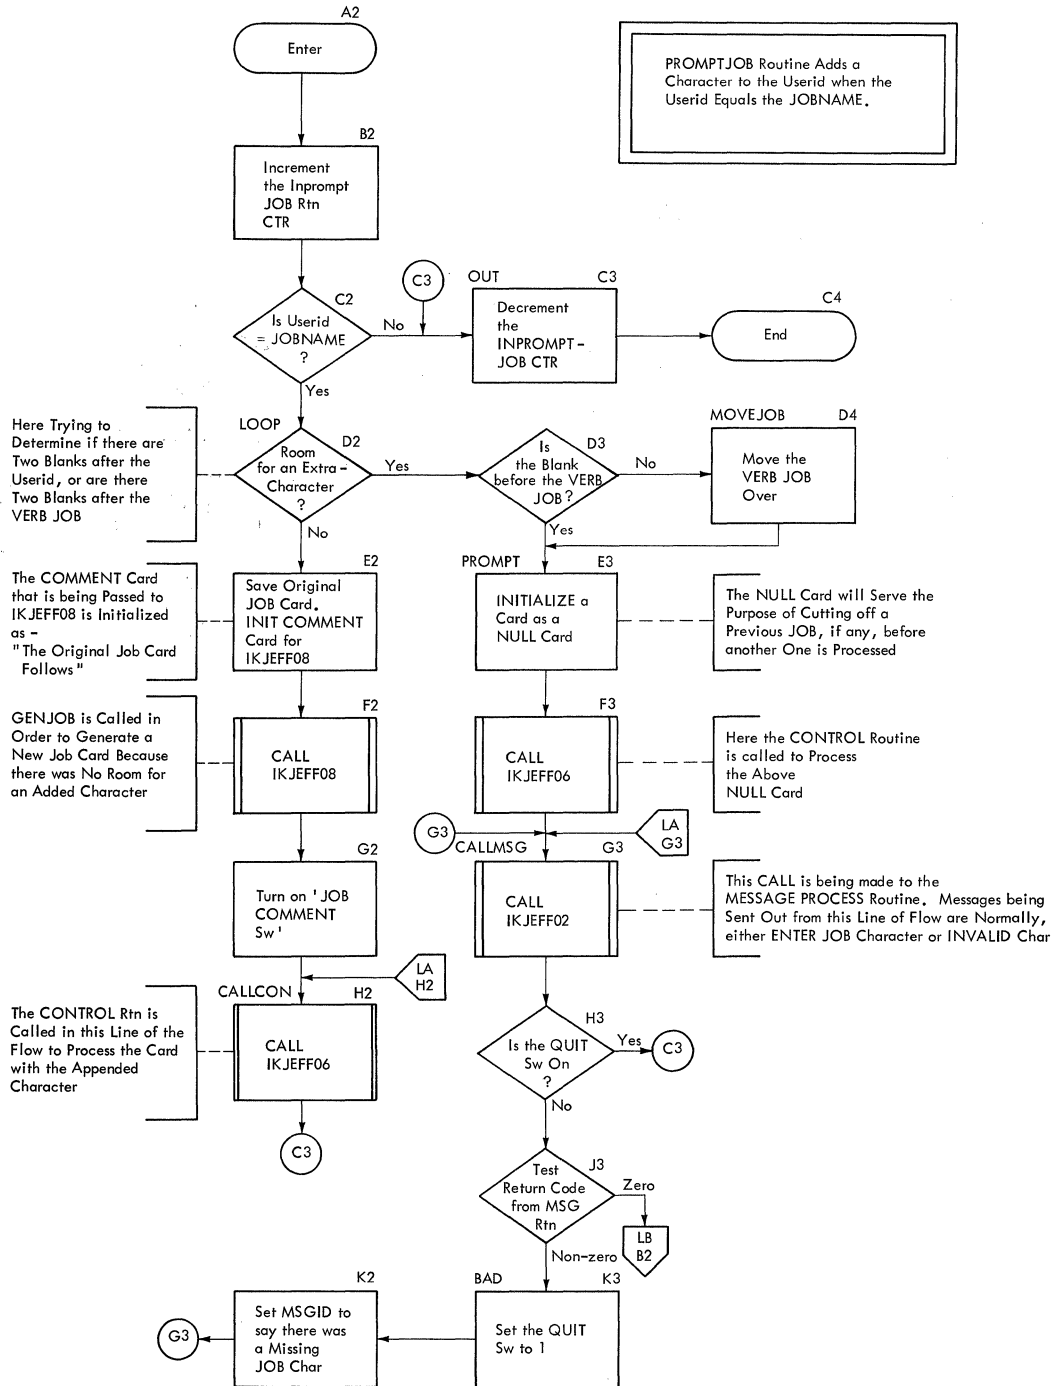 A2
Enter
PROMPTJOB Routine Adds a
Character to the Userid when the
Userid Equals the JOBNAME.
B2
Increment
the Inprompt
JOB Rtn
CTR
C2
Is Userid
= JOBNAME
?
No
Yes
C3
OUT
C3
Decrement
the
INPROMPT-
JOB CTR
C4
End
Here Trying to
Determine if there are
Two Blanks after the
Userid, or are there
Two Blanks after the
VERB JOB
LOOP
D2
Room
for an Extra-
Character
?
Yes
No
D3
Is
the Blank
before the VERB
JOB?
No
Yes
MOVEJOB
D4
Move the
VERB JOB
Over
The COMMENT Card
that is being Passed to
IKJEFF08 is Initialized
as -
"The Original Job Card
Follows"
E2
Save Original
JOB Card.
INIT COMMENT
Card for
IKJEFF08
PROMPT
E3
INITIALIZE a
Card as a
NULL Card
The NULL Card will Serve the
Purpose of Cutting off a
Previous JOB, if any, before
another One is Processed
GENJOB is Called in
Order to Generate a
New Job Card Because
there was No Room for
an Added Character
F2
CALL
IKJEFF08
F3
CALL
IKJEFF06
Here the CONTROL Routine
is called to Process
the Above
NULL Card
G3
LA
G3
G2
Turn on 'JOB
COMMENT
Sw'
CALLMSG
G3
CALL
IKJEFF02
This CALL is being made to the
MESSAGE PROCESS Routine. Messages being
Sent Out from this Line of Flow are Normally,
either ENTER JOB Character or INVALID Char
LA
H2
The CONTROL Rtn is
Called in this Line of the
Flow to Process the Card
with the Appended
Character
CALLCON
H2
CALL
IKJEFF06
C3
H3
Is the QUIT
Sw On
?
Yes
C3
No
J3
Test
Return Code
from MSG
Rtn
Zero
LB
B2
Non-zero
K2
Set MSGID to
say there was
a Missing
JOB Char
G3
BAD
K3
Set the QUIT
Sw to 1